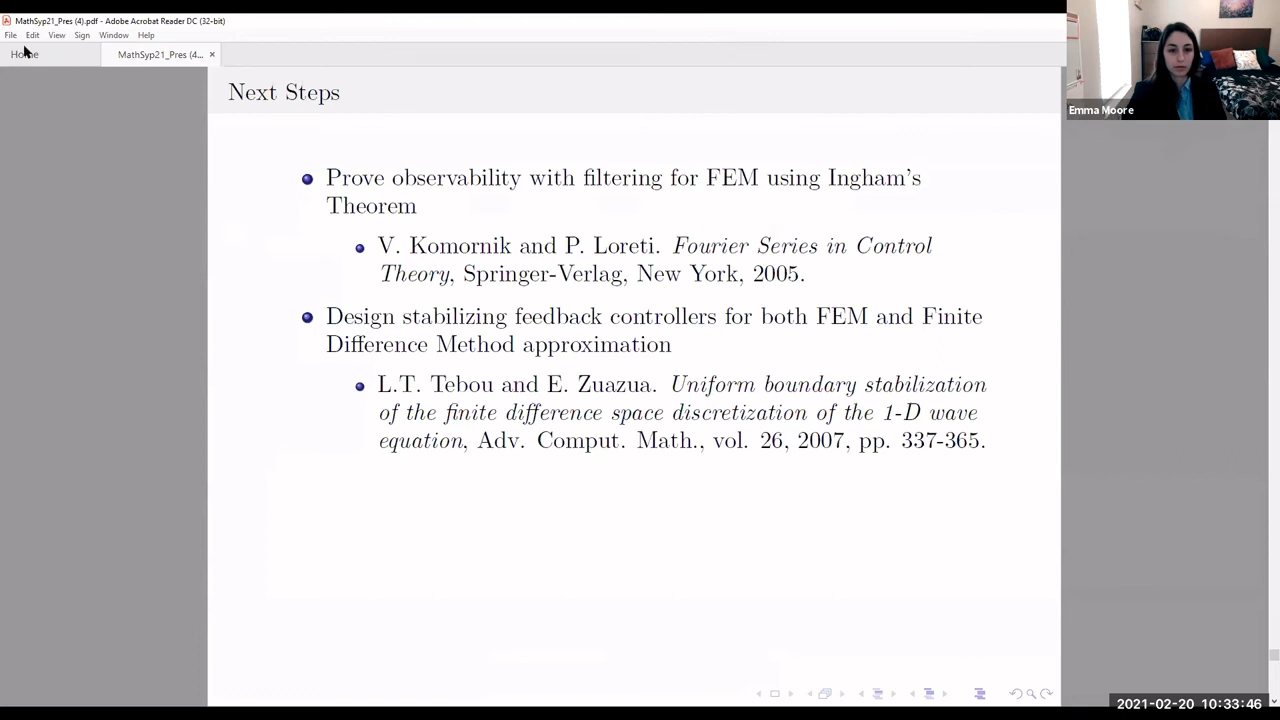 MathSyp21_Pres (4).pdf - Adobe Acrobat Reader DC (32-bit)
File Edit View Sign Window Help
Home MathSyp21_Pres (4... ×
Emma Moore
Next Steps
Prove observability with filtering for FEM using Ingham's
Theorem
V. Komornik and P. Loreti. Fourier Series in Control
Theory, Springer-Verlag, New York, 2005.
Design stabilizing feedback controllers for both FEM and Finite
Difference Method approximation
L.T. Tebou and E. Zuazua. Uniform boundary stabilization
of the finite difference space discretization of the 1-D wave
equation, Adv. Comput. Math., vol. 26, 2007, pp. 337-365.
2021-02-20 10:33:46